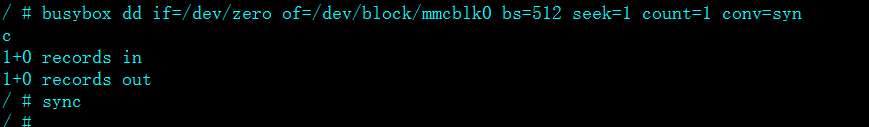 / # busybox dd if=/dev/zero of=/dev/block/mmcblk0 bs=512 seek=1 count=1 conv=syn
c
1+0 records in
1+0 records out
/ # sync
/ #